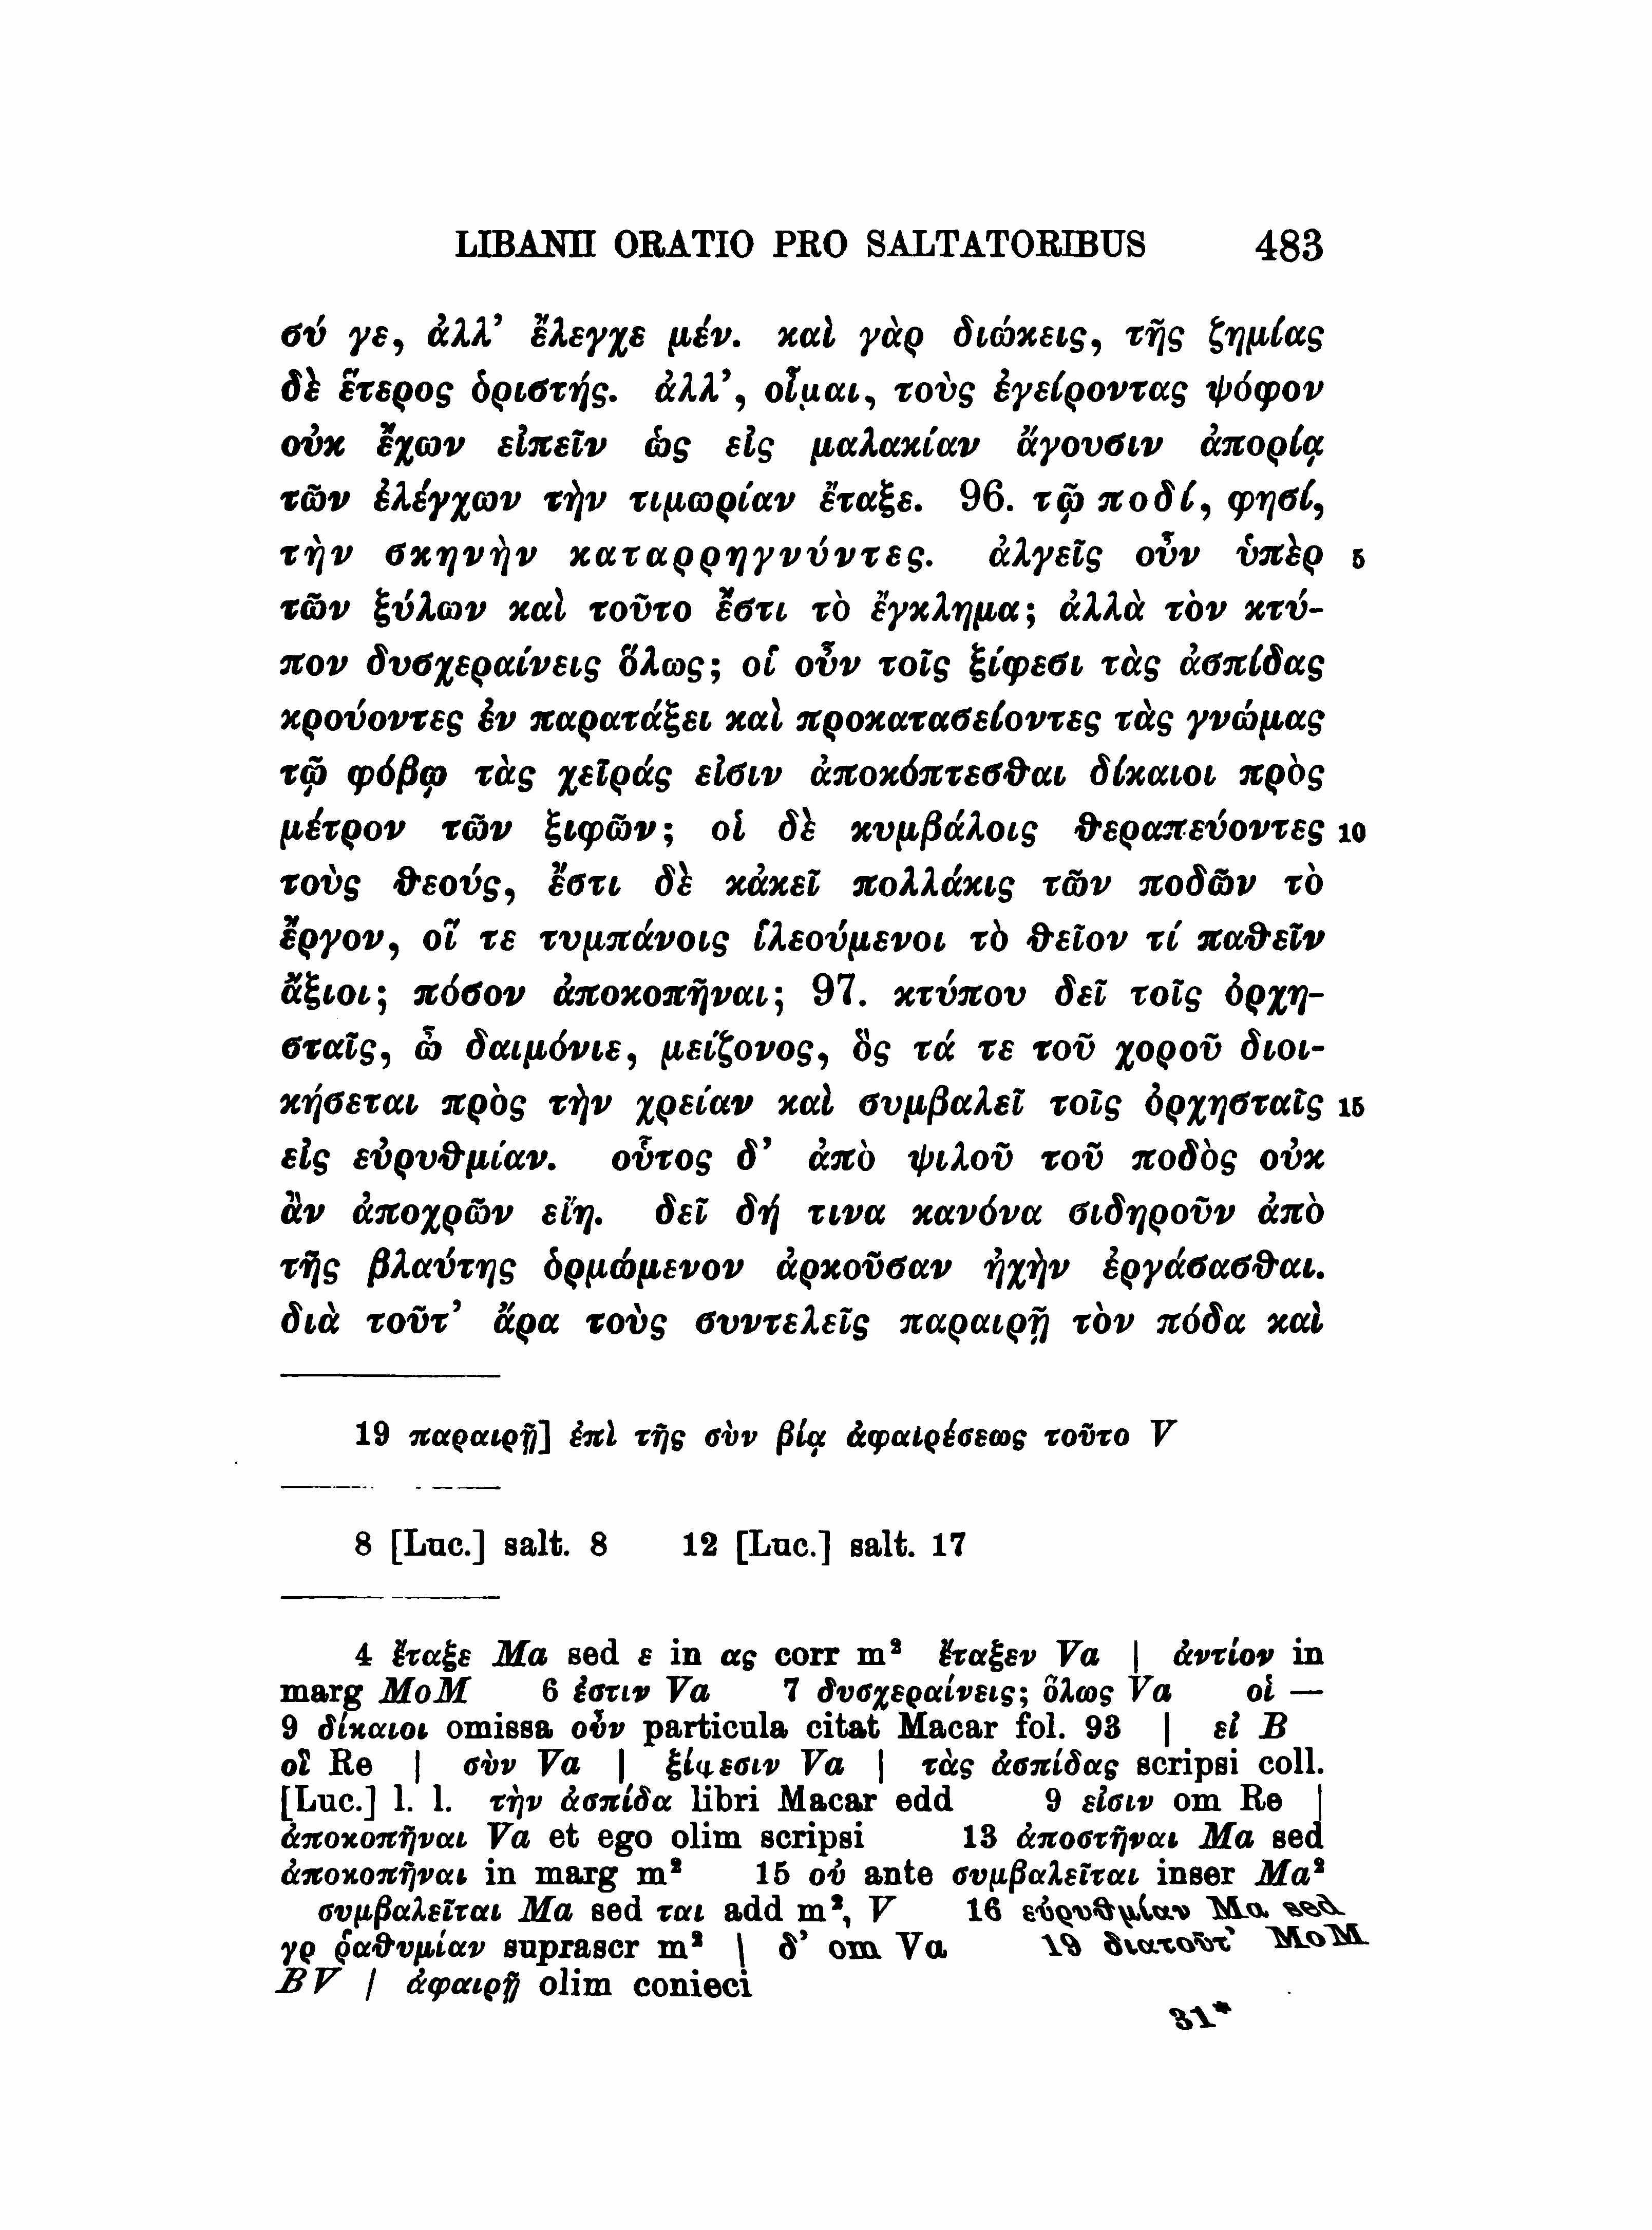 LIBANII ORATIO PRO SALTATORIBUS 483
σύ γε, ἀλλ’ ἔλεγχε μέν. καὶ γὰρ διώκεις, τῆς ζημίας
δὲ ἕτερος ὁριστής. ἀλλ’, οἶμαι, τοὺς ἐγείροντας ψόφον
οὐκ ἔχων εἰπεῖν ὡς εἰς μαλακίαν ἄγουσιν ἀπορίᾳ
τῶν ἐλέγχων τὴν τιμωρίαν ἔταξε. 96. τῷ ποδί, φησί,
τὴν σκηνὴν καταρρηγνύντες. ἀλγεῖς οὖν ὑπὲρ 5
τῶν ξύλων καὶ τοῦτο ἔστι τὸ ἔγκλημα; ἀλλὰ τὸν κτύ-
πον δυσχεραίνεις ὅλως; οἵ οὖν τοῖς ξίφεσι τὰς ἀσπίδας
κρούοντες ἐν παρατάξει καὶ προκατασείοντες τὰς γνώμας
τῷ φόβῳ τὰς χεῖράς εἰσιν ἀποκόπτεσθαι δίκαιοι πρὸς
μέτρον τῶν ξιφῶν; οἱ δὲ κυμβάλοις θεραπεύοντες 10
τοὺς θεούς, ἔστι δὲ κἀκεῖ πολλάκις τῶν ποδῶν τὸ
ἔργον, οἵ τε τυμπάνοις ἱλεούμενοι τὸ θεῖον τί παθεῖν
ἄξιοι; πόσον ἀποκοπῆναι; 97. κτύπου δεῖ τοῖς ὀρχη-
σταῖς, ὦ δαιμόνιε, μείζονος, ὃς τά τε τοῦ χοροῦ διοι-
κήσεται πρὸς τὴν χρείαν καὶ συμβαλεῖ τοῖς ὀρχησταῖς 15
εἰς εὐρυθμίαν. οὗτος δ’ ἀπὸ ψιλοῦ τοῦ ποδὸς οὐκ
ἂν ἀποχρῶν εἴη. δεῖ δή τινα κανόνα σιδηροῦν ἀπὸ
τῆς βλαύτης ὁρμώμενον ἀρκοῦσαν ἠχὴν ἐργάσασθαι.
διὰ τοῦτ’ ἄρα τοὺς συντελεῖς παραιρῇ τὸν πόδα καὶ
19 παραιρῇ] ἐπὶ τῆς σὺν βίᾳ ἀφαιρέσεως τοῦτο V
8 [Luc.] salt. 8 12 [Luc.] salt. 17
4 ἔταξε Ma sed ε in ας corr m² ἔταξεν Va | ἀντίον in
marg MoM 6 ἐστιν Va 7 δυσχεραίνεις; ὅλως Va οἱ —
9 δίκαιοι omissa οὖν particula citat Macar fol. 93 | εἰ B
οἳ Re | σὺν Va | ξίφεσιν Va | τὰς ἀσπίδας scripsi coll.
[Luc.] l. l. τὴν ἀσπίδα libri Macar edd 9 εἰσιν om Re |
ἀποκοπῆναι Va et ego olim scripsi 13 ἀποστῆναι Ma sed
ἀποκοπῆναι in marg m² 15 οὐ ante συμβαλεῖται inser Ma²
συμβαλεῖται Ma sed ται add m², V 16 εὐρυθμίαν Ma sed
γρ ῥαθυμίαν suprascr m² | δ’ om Va 19 διατοῦτ’ MoM
BV | ἀφαιρῇ olim conieci
31*